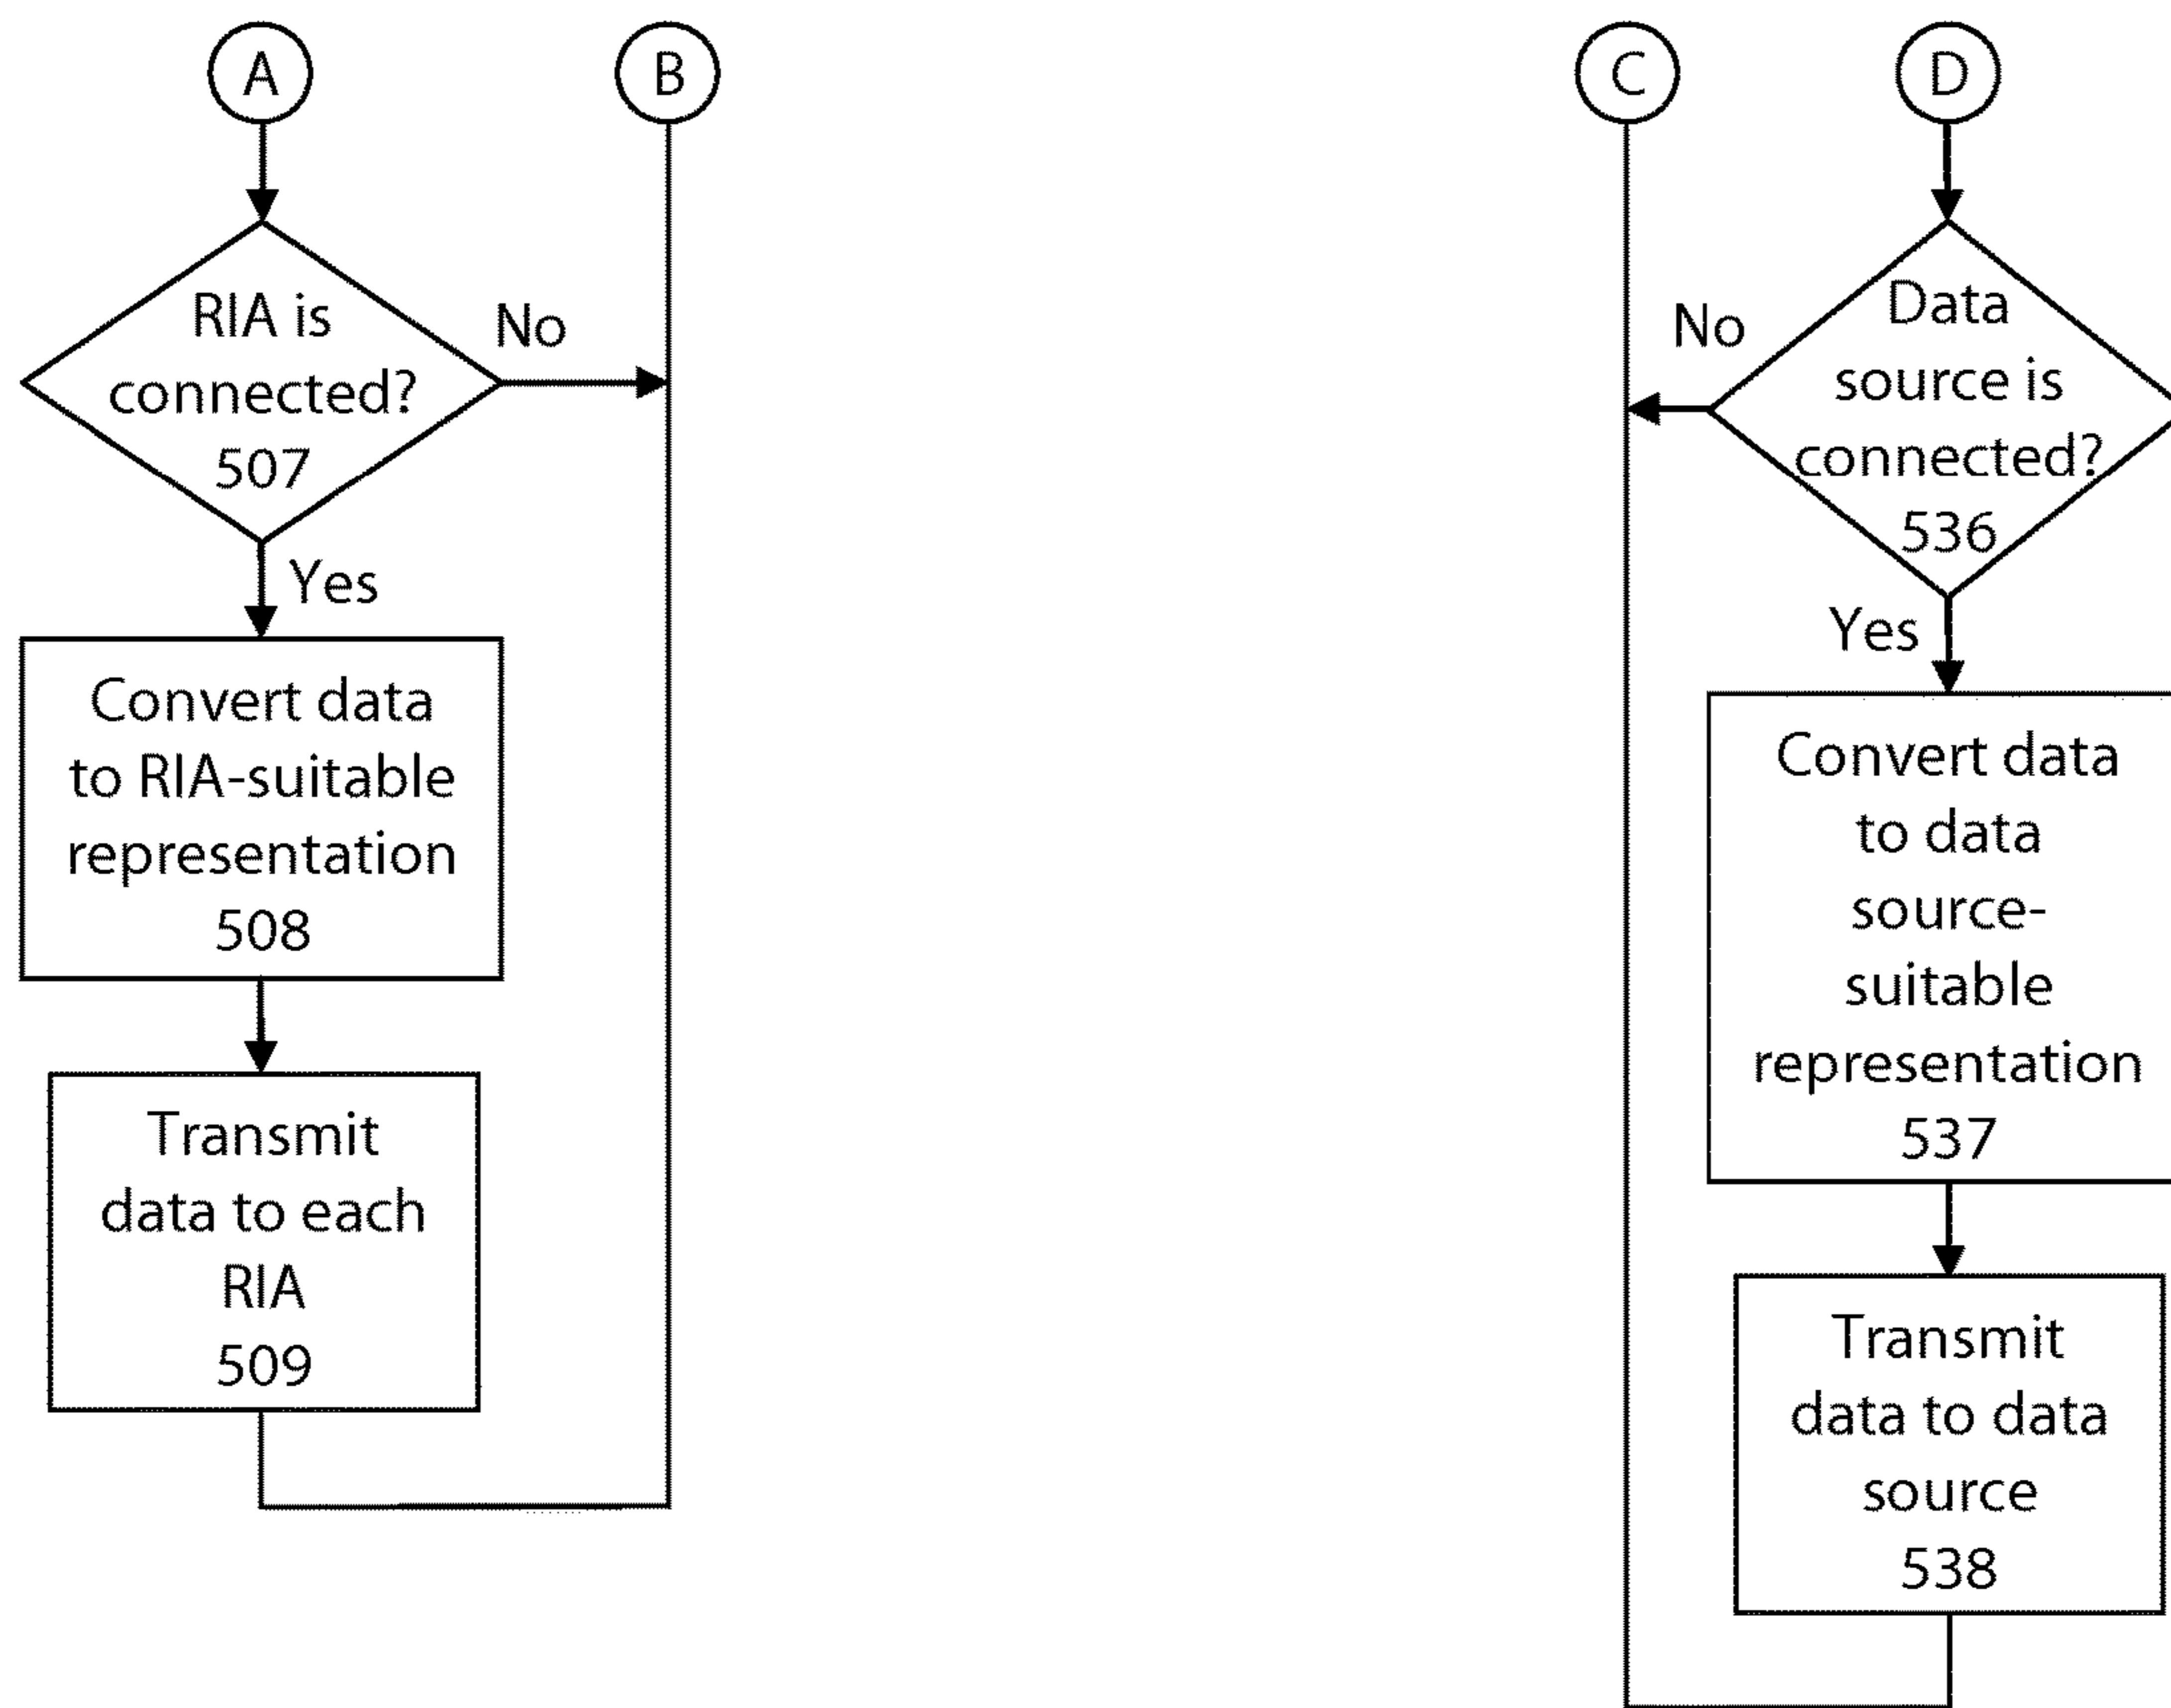 A
B
RIA is
connected?
507
No
Yes
Convert data
to RIA-suitable
representation
508
Transmit
data to each
RIA
509
C
D
Data
source is
connected?
536
No
Yes
Convert data
to data
source-
suitable
representation
537
Transmit
data to data
source
538